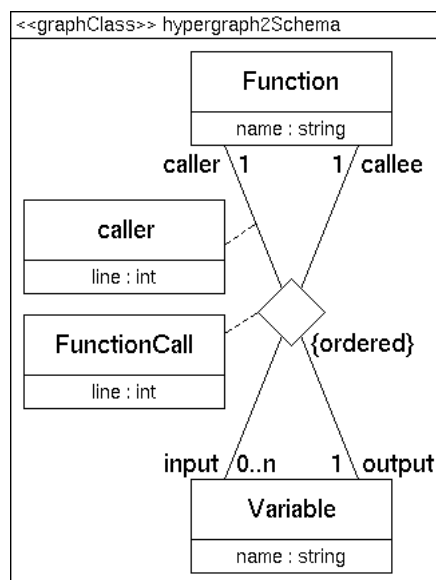 <<graphClass>> hypergraph2Schema
Function
name : string
caller 1 1 callee
caller
line : int
FunctionCall
line : int
{ordered}
input 0..n 1 output
Variable
name : string